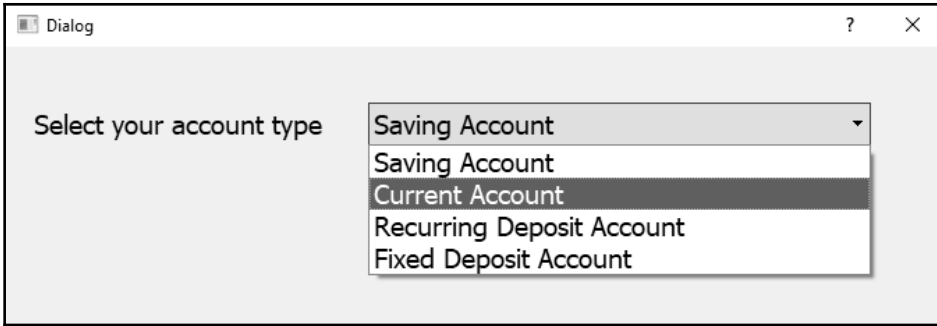 Dialog ?
Select your account type Saving Account
Saving Account
Current Account
Recurring Deposit Account
Fixed Deposit Account